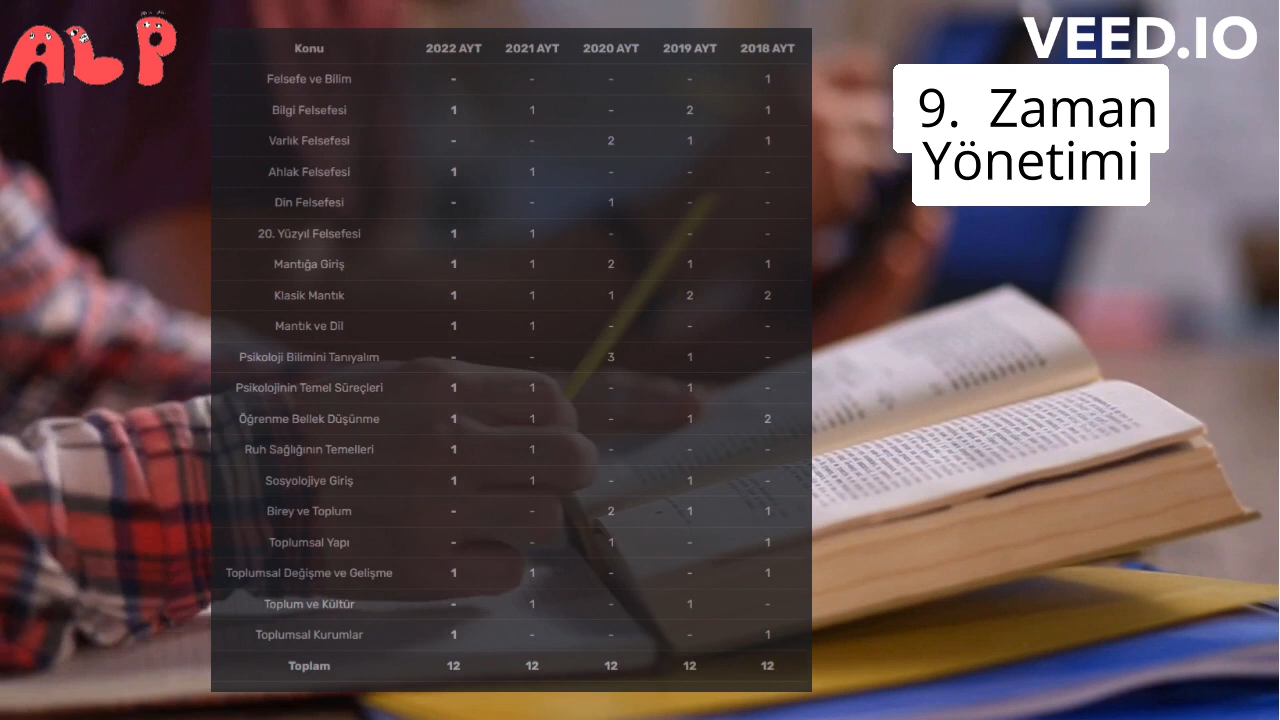 ALP
VEED.IO
9. Zaman
Yönetimi
Konu 2022 AYT 2021 AYT 2020 AYT 2019 AYT 2018 AYT
Felsefe ve Bilim - - - - 1
Bilgi Felsefesi 1 1 - 2 1
Varlık Felsefesi - - 2 1 1
Ahlak Felsefesi 1 1 - - -
Din Felsefesi - - 1 - -
20. Yüzyıl Felsefesi 1 1 - - -
Mantığa Giriş 1 1 2 1 1
Klasik Mantık 1 1 1 2 2
Mantık ve Dil 1 1 - - -
Psikoloji Bilimini Tanıyalım - - 3 1 -
Psikolojinin Temel Süreçleri 1 1 - 1 -
Öğrenme Bellek Düşünme 1 1 - 1 2
Ruh Sağlığının Temelleri 1 1 - - -
Sosyolojiye Giriş 1 1 - 1 -
Birey ve Toplum - - 2 1 1
Toplumsal Yapı - - 1 - 1
Toplumsal Değişme ve Gelişme 1 1 - - 1
Toplum ve Kültür - 1 - 1 -
Toplumsal Kurumlar 1 - - - 1
Toplam 12 12 12 12 12